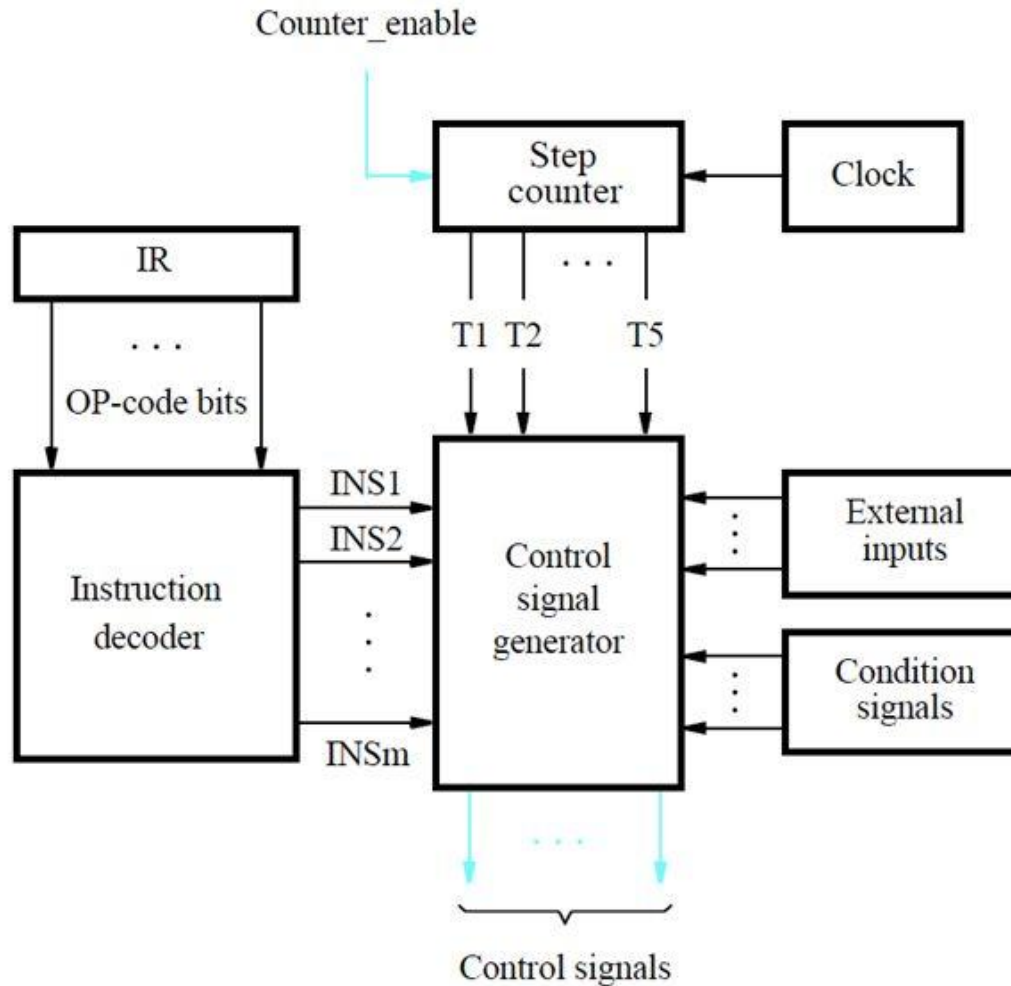 Counter_enable
Step
counter
Clock
IR
. . .
. . .
T1 T2 T5
OP-code bits
INS1
INS2
External
inputs
Instruction
decoder
Control
signal
generator
Condition
signals
INSm
. . .
Control signals